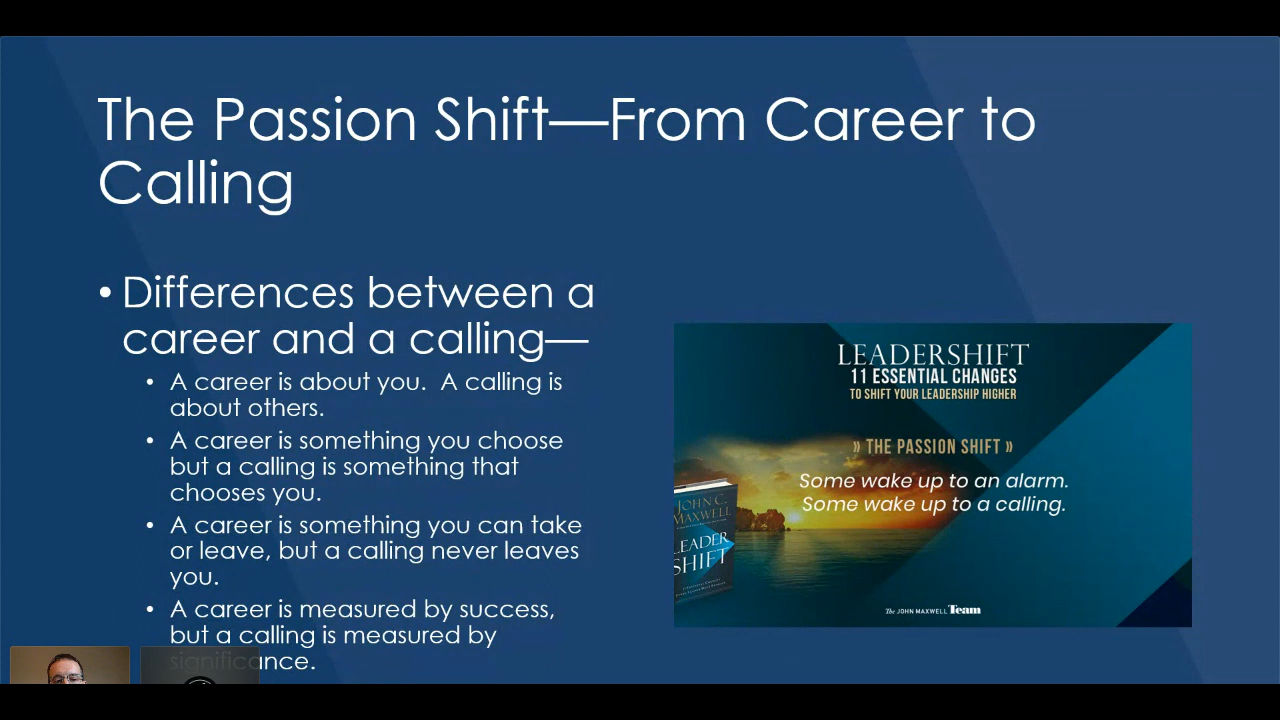 The Passion Shift—From Career to
Calling
• Differences between a
career and a calling—
• A career is about you.  A calling is
about others.
• A career is something you choose
but a calling is something that
chooses you.
• A career is something you can take
or leave, but a calling never leaves
you.
• A career is measured by success,
but a calling is measured by
significance.
LEADERSHIFT
11 ESSENTIAL CHANGES
TO SHIFT YOUR LEADERSHIP HIGHER
» THE PASSION SHIFT »
Some wake up to an alarm.
Some wake up to a calling.
JOHN C.
MAXWELL
LEADER
SHIFT
The JOHN MAXWELL Team